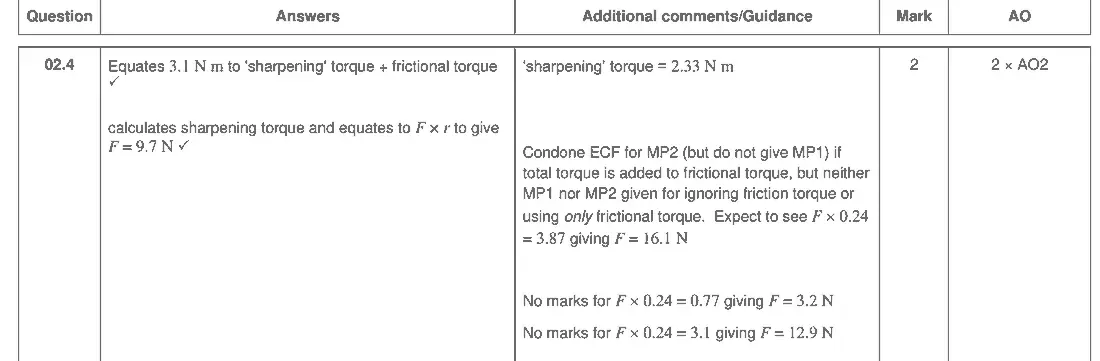 Question Answers Additional comments/Guidance Mark AO
02.4 Equates 3.1 N m to 'sharpening' torque + frictional torque 'sharpening' torque = 2.33 N m 2 2 × AO2
✓
calculates sharpening torque and equates to F × r to give
F = 9.7 N ✓
Condone ECF for MP2 (but do not give MP1) if
total torque is added to frictional torque, but neither
MP1 nor MP2 given for ignoring friction torque or
using only frictional torque. Expect to see F × 0.24
= 3.87 giving F = 16.1 N
No marks for F × 0.24 = 0.77 giving F = 3.2 N
No marks for F × 0.24 = 3.1 giving F = 12.9 N